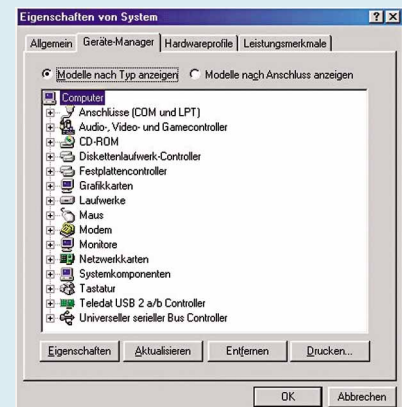 Eigenschaften von System
Allgemein Geräte-Manager Hardwareprofile Leistungsmerkmale
Modelle nach Typ anzeigen Modelle nach Anschluss anzeigen
Computer
Anschlüsse (COM und LPT)
Audio-, Video- und Gamecontroller
CD-ROM
Diskettenlaufwerk-Controller
Festplattencontroller
Grafikkarten
Laufwerke
Maus
Modem
Monitore
Netzwerkkarten
Systemkomponenten
Tastatur
Teledat USB 2 a/b Controller
Universeller serieller Bus Controller
Eigenschaften Aktualisieren Entfernen Drucken...
OK Abbrechen